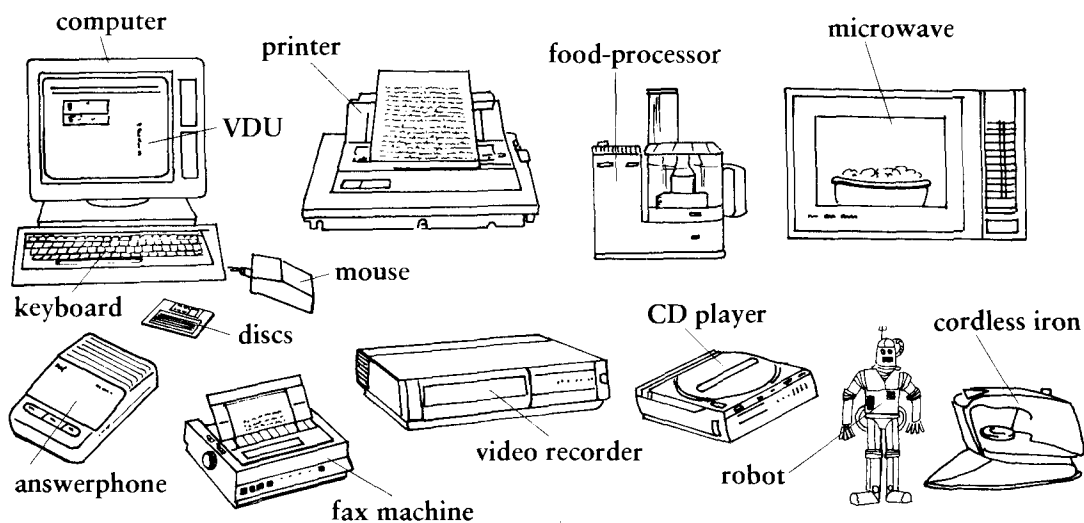 computer
printer
food-processor
microwave
VDU
keyboard
mouse
discs
CD player
cordless iron
answerphone
fax machine
video recorder
robot